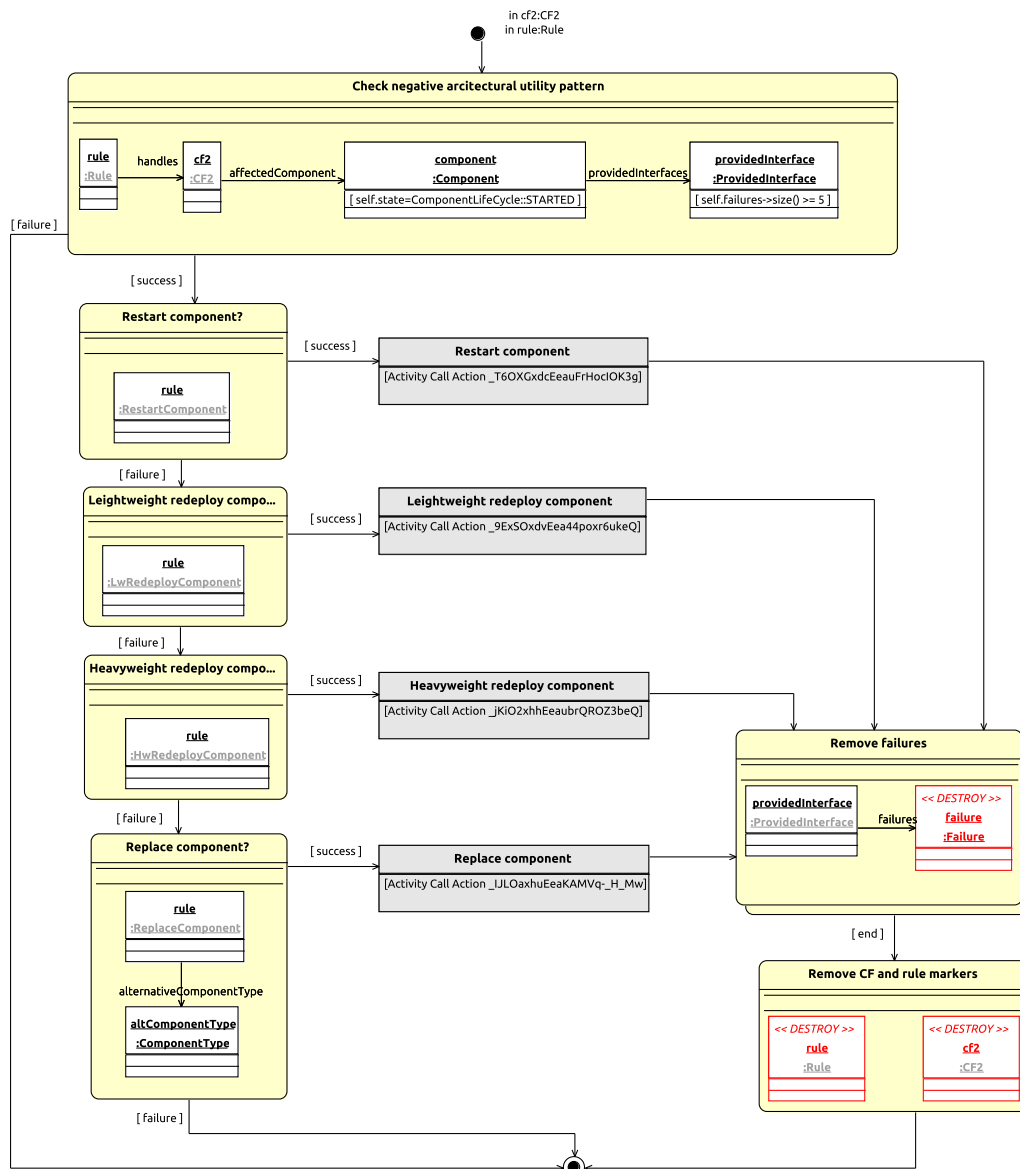 in cf2:CF2
in rule:Rule
Check negative arcitectural utility pattern
rule
:Rule
handles
cf2
:CF2
affectedComponent
component
:Component
[ self.state=ComponentLifeCycle::STARTED ]
providedInterfaces
providedInterface
:ProvidedInterface
[ self.failures->size() >= 5 ]
[ failure ]
[ success ]
Restart component?
rule
:RestartComponent
[ success ]
Restart component
[Activity Call Action _T6OXGxdcEeauFrHocIOK3g]
[ failure ]
Leightweight redeploy compo...
rule
:LwRedeployComponent
[ success ]
Leightweight redeploy component
[Activity Call Action _9ExSOxdvEea44poxr6ukeQ]
[ failure ]
Heavyweight redeploy compo...
rule
:HwRedeployComponent
[ success ]
Heavyweight redeploy component
[Activity Call Action _jKiO2xhhEeaubrQROZ3beQ]
[ failure ]
Replace component?
rule
:ReplaceComponent
alternativeComponentType
altComponentType
:ComponentType
[ success ]
Replace component
[Activity Call Action _IJLOaxhuEeaKAMVq-_H_Mw]
[ failure ]
Remove failures
providedInterface
:ProvidedInterface
failures
<< DESTROY >>
failure
:Failure
[ end ]
Remove CF and rule markers
<< DESTROY >>
rule
:Rule
<< DESTROY >>
cf2
:CF2